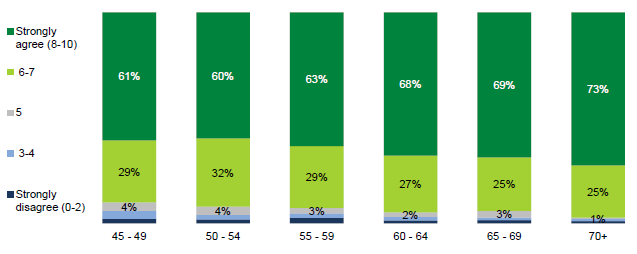 Strongly
agree (8-10)
6-7
5
3-4
Strongly
disagree (0-2)
61% 60% 63% 68% 69% 73%
29% 32% 29% 27% 25% 25%
4% 4% 3% 2% 3% 1%
45 - 49 50 - 54 55 - 59 60 - 64 65 - 69 70+